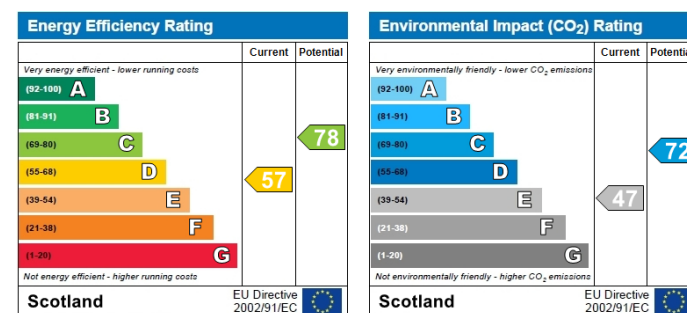 Energy Efficiency Rating
Current Potential
Very energy efficient - lower running costs
(92-100) A
(81-91) B
(69-80) C
78
(55-68) D
57
(39-54) E
(21-38) F
(1-20) G
Not energy efficient - higher running costs
Scotland
EU Directive
2002/91/EC
Environmental Impact (CO2) Rating
Current Potentia
Very environmentally friendly - lower CO2 emissions
(92-100) A
(81-91) B
(69-80) C
72
(55-68) D
(39-54) E
47
(21-38) F
(1-20) G
Not environmentally friendly - higher CO2 emissions
Scotland
EU Directive
2002/91/EC